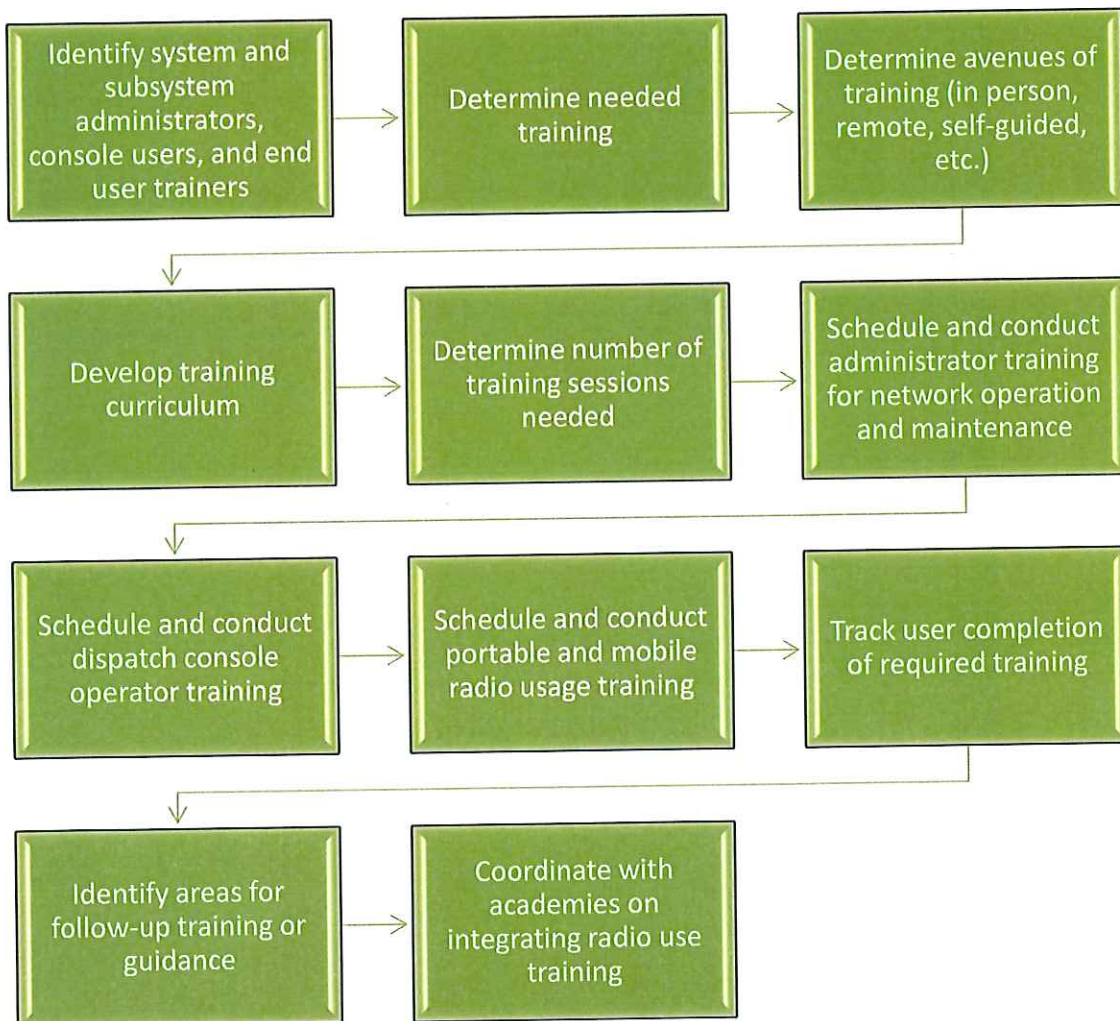 Identify system and
subsystem
administrators,
console users, and end
user trainers
Determine needed
training
Determine avenues of
training (in person,
remote, self-guided,
etc.)
Develop training
curriculum
Determine number of
training sessions
needed
Schedule and conduct
administrator training
for network operation
and maintenance
Schedule and conduct
dispatch console
operator training
Schedule and conduct
portable and mobile
radio usage training
Track user completion
of required training
Identify areas for
follow-up training or
guidance
Coordinate with
academies on
integrating radio use
training